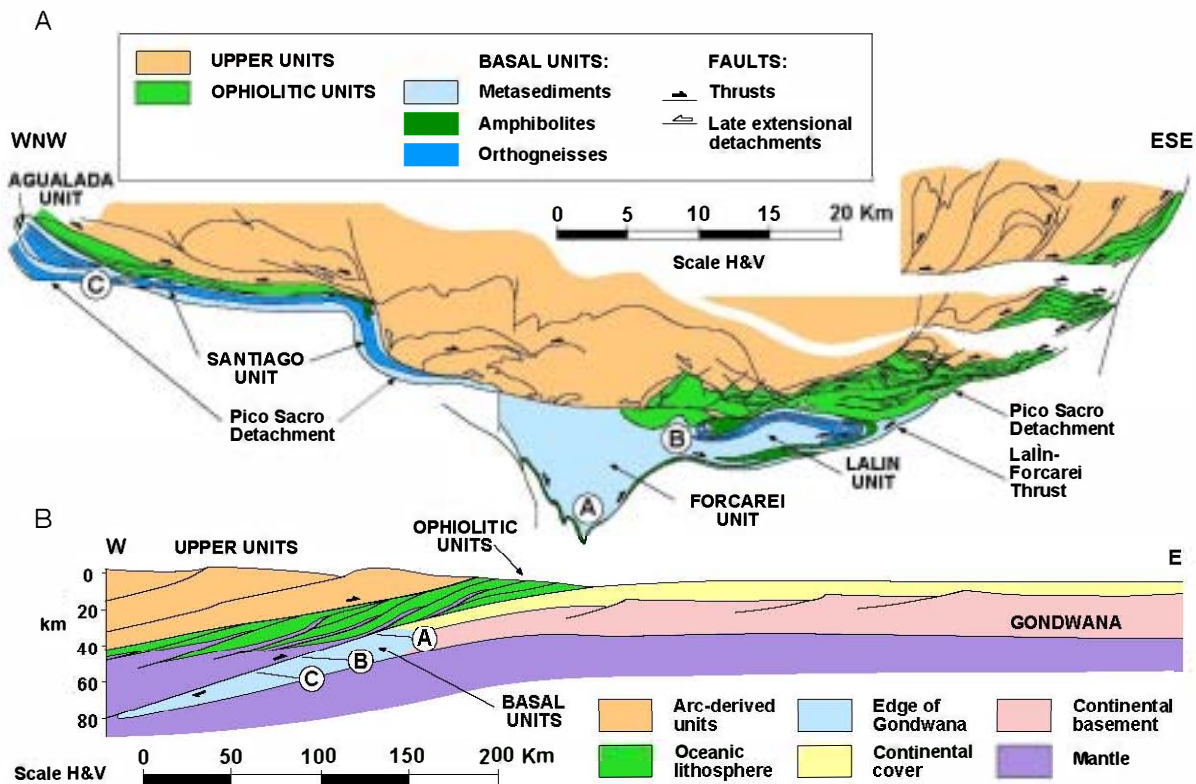 A
UPPER UNITS
OPHIOLITIC UNITS
BASAL UNITS:
Metasediments
Amphibolites
Orthogneisses
FAULTS:
Thrusts
Late extensional
detachments
WNW
ESE
AGUALADA
UNIT
0 5 10 15 20 Km
Scale H&V
C
SANTIAGO
UNIT
Pico Sacro
Detachment
B
A
LALIN
UNIT
FORCAREI
UNIT
Pico Sacro
Detachment
Lalìn-
Forcarei
Thrust
B
W
UPPER UNITS
OPHIOLITIC
UNITS
E
0
20
km
40
60
80
A
B
C
GONDWANA
BASAL
UNITS
Arc-derived
units
Edge of
Gondwana
Continental
basement
Oceanic
lithosphere
Continental
cover
Mantle
Scale H&V
0 50 100 150 200 Km